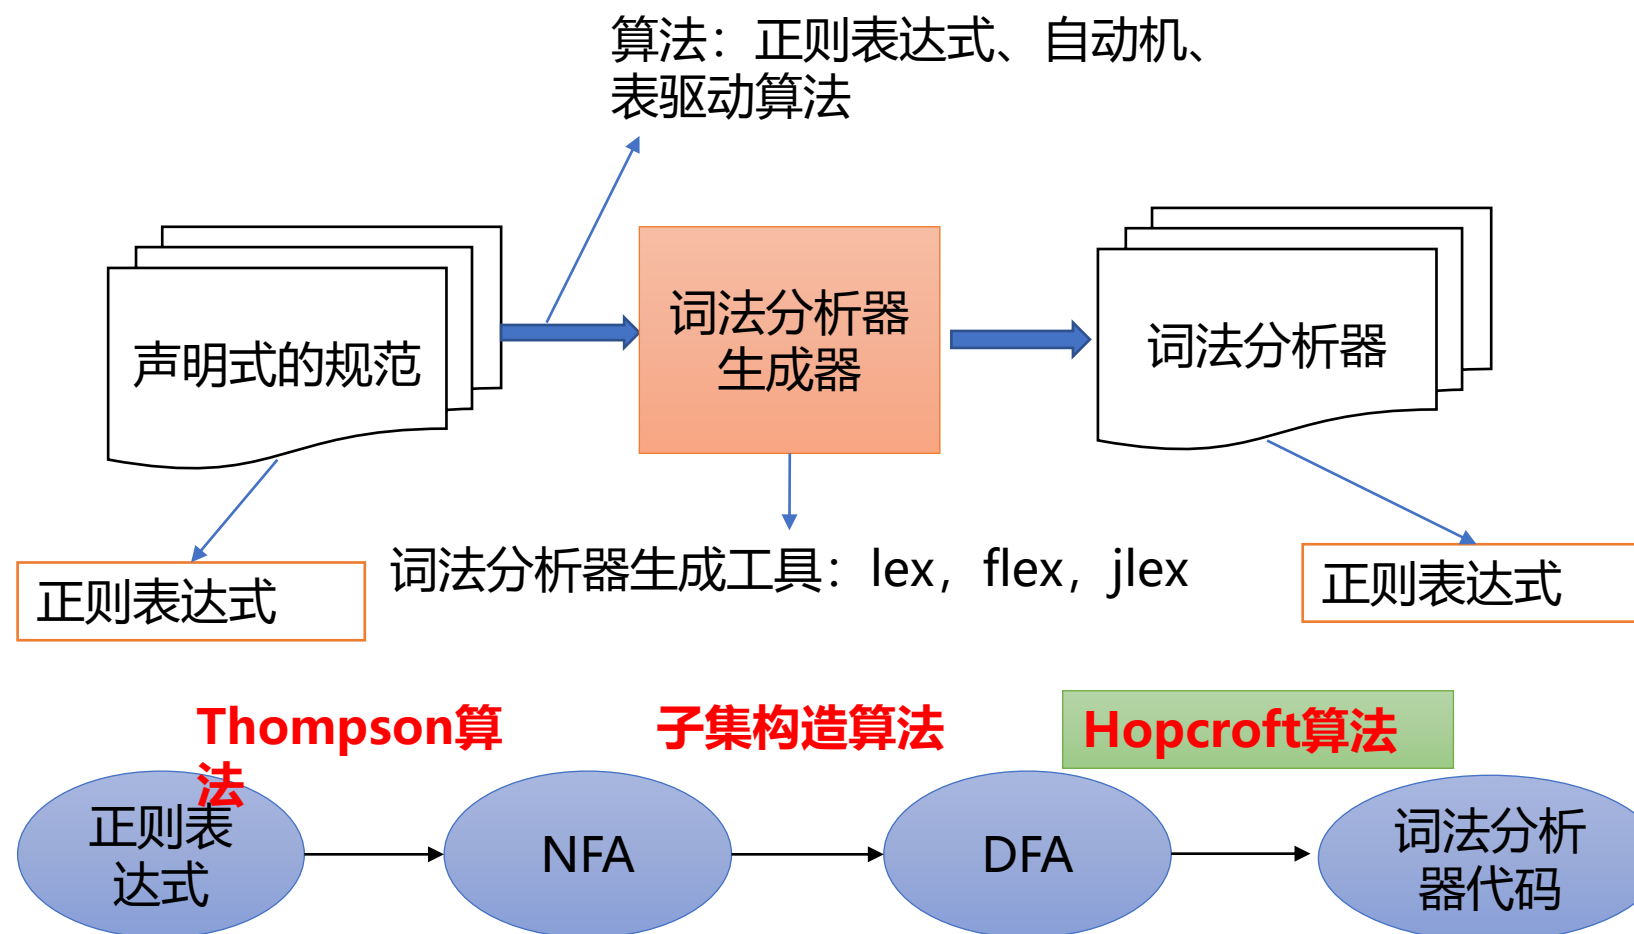 算法：正则表达式、自动机、
表驱动算法
声明式的规范
词法分析器
生成器
词法分析器
正则表达式
词法分析器生成工具：lex，flex，jlex
正则表达式
Thompson算
法
子集构造算法
Hopcroft算法
正则表
达式
NFA
DFA
词法分析
器代码